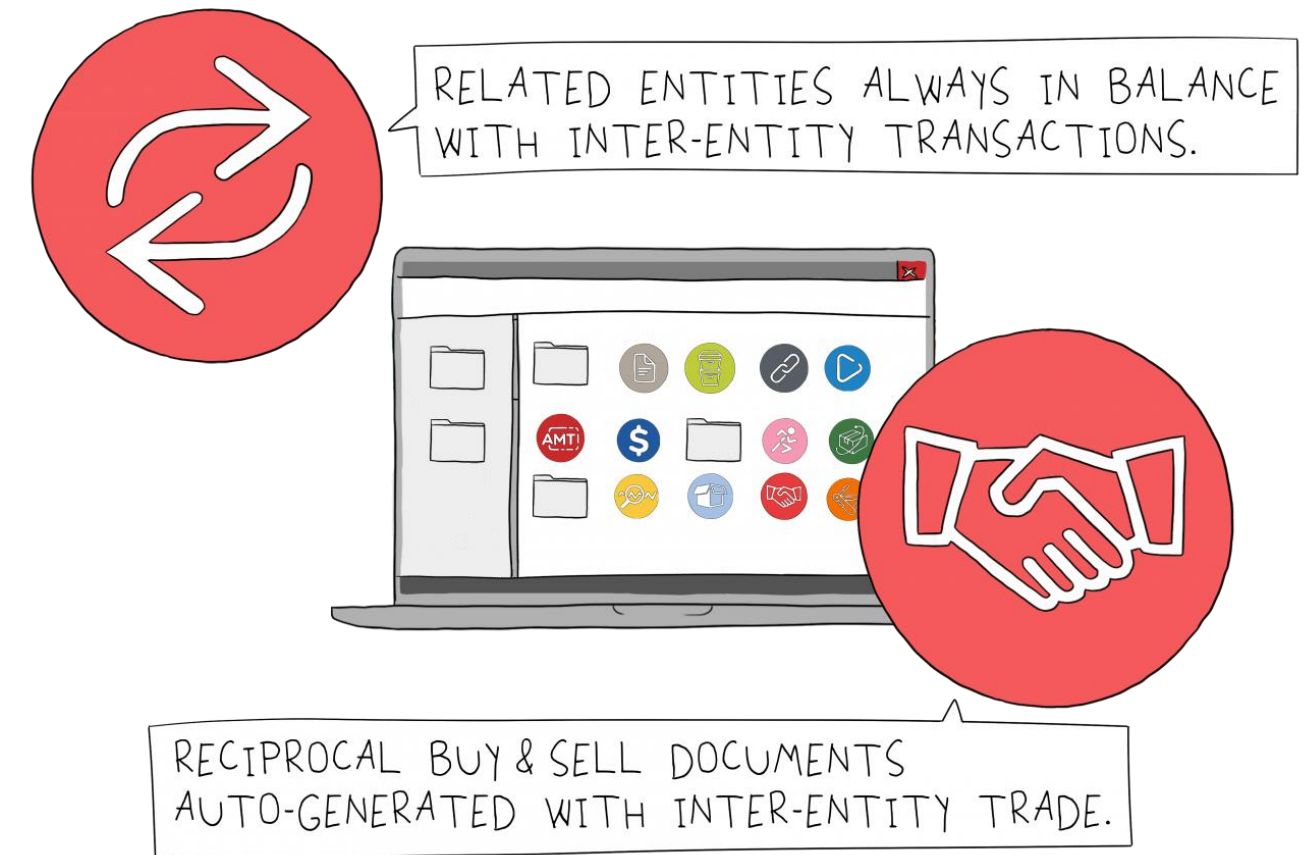 RELATED ENTITIES ALWAYS IN BALANCE
WITH INTER-ENTITY TRANSACTIONS.
AMTI
$
RECIPROCAL BUY & SELL DOCUMENTS
AUTO-GENERATED WITH INTER-ENTITY TRADE.